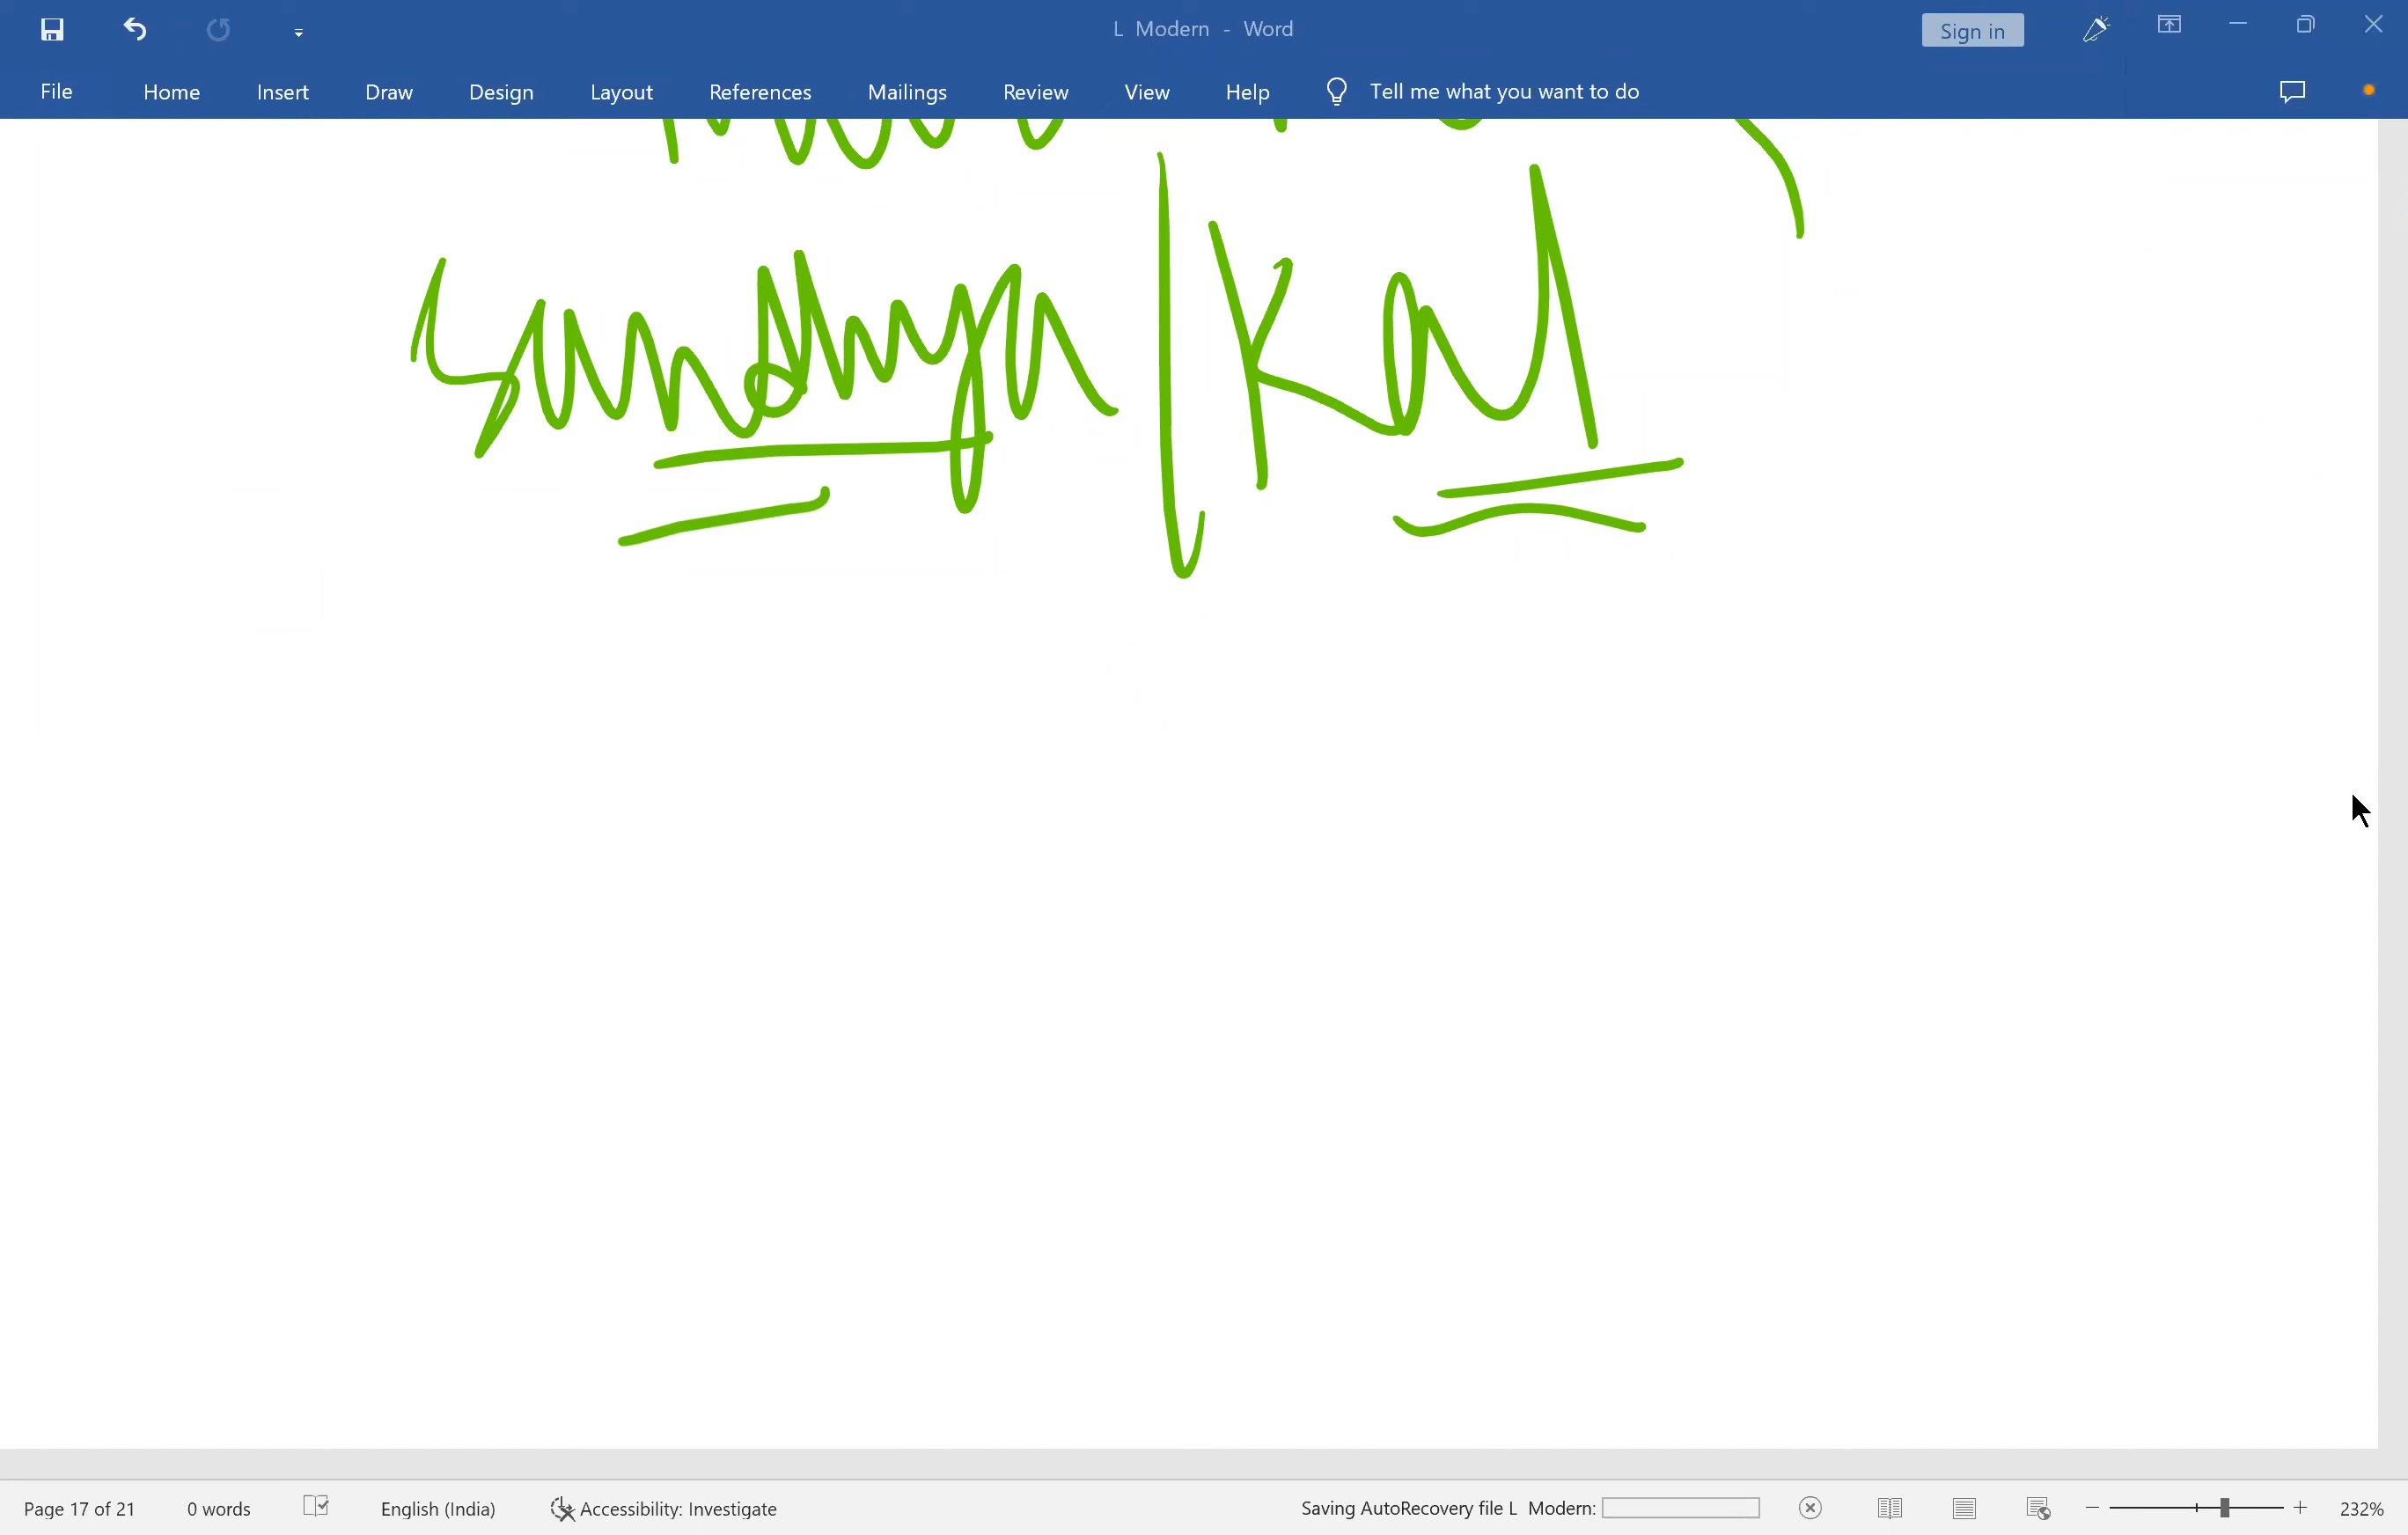 L Modern - Word
Sign in
File Home Insert Draw Design Layout References Mailings Review View Help Tell me what you want to do
Sandhya | Kal
Page 17 of 21 0 words English (India) Accessibility: Investigate Saving AutoRecovery file L Modern: 232%